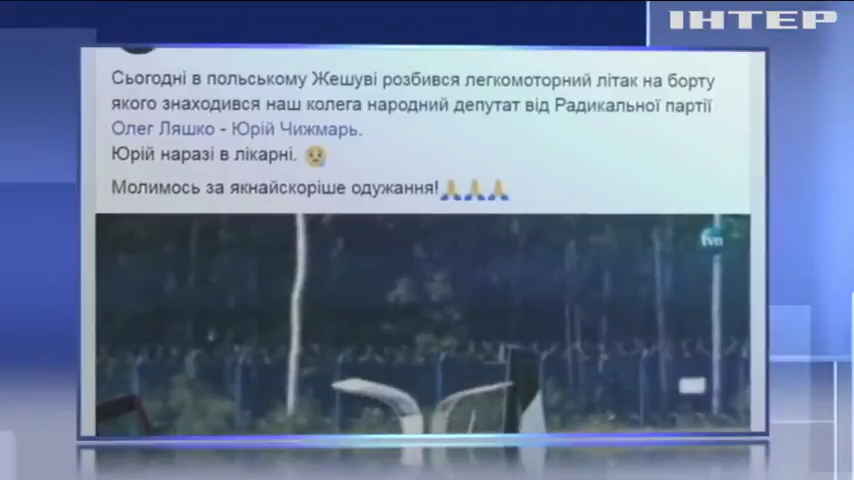 ІНТЕР
Сьогодні в польському Жешуві розбився легкомоторний літак на борту
якого знаходився наш колега народний депутат від Радикальної партії
Олег Ляшко - Юрій Чижмарь.
Юрій наразі в лікарні.
Молимось за якнайскоріше одужання!
tvn